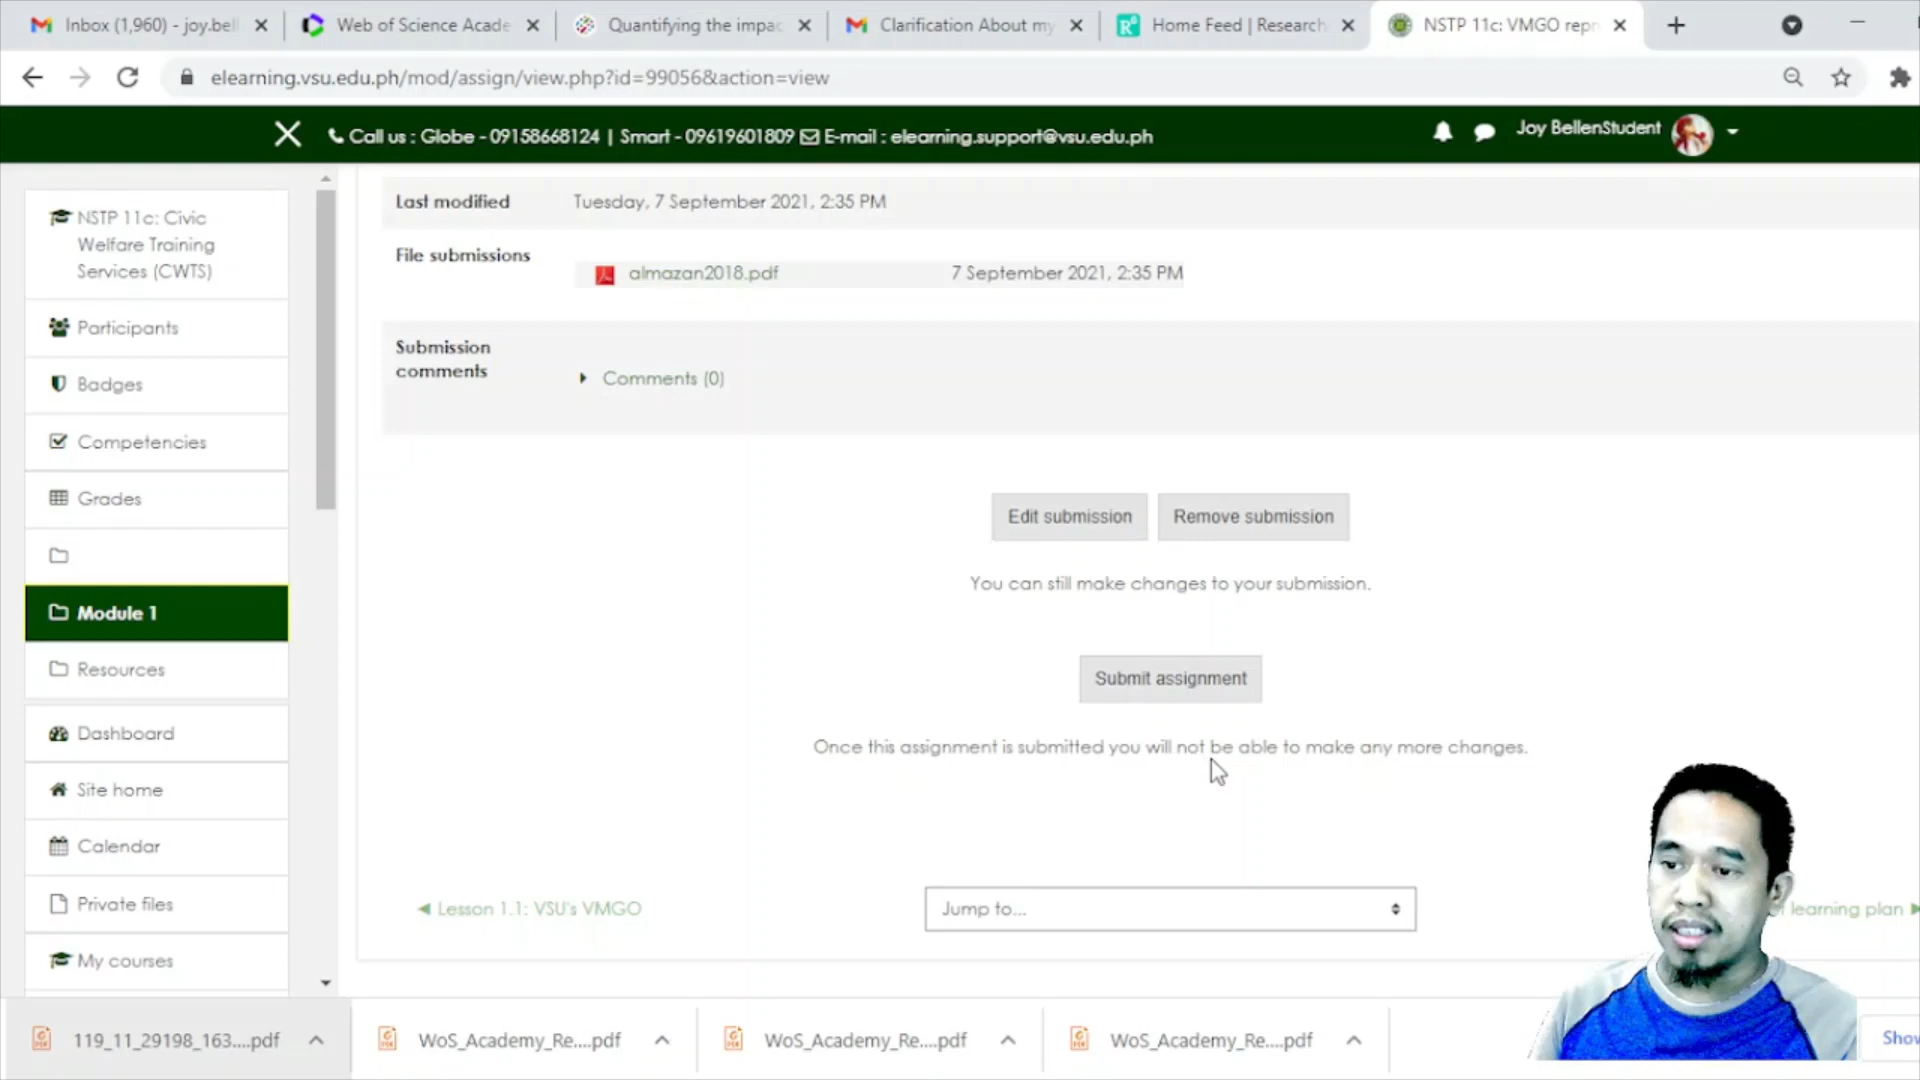 Inbox (1,960) - joy.bel
Web of Science Acade
Quantifying the impac
Clarification About my
Home Feed | Research
NSTP 11c: VMGO repr
elearning.vsu.edu.ph/mod/assign/view.php?id=99056&action=view
Call us : Globe - 09158668124 | Smart - 09619601809 E-mail : elearning.support@vsu.edu.ph
Joy BellenStudent
NSTP 11c: Civic
Welfare Training
Services (CWTS)
Participants
Badges
Competencies
Grades
Module 1
Resources
Dashboard
Site home
Calendar
Private files
My courses
Last modified
Tuesday, 7 September 2021, 2:35 PM
File submissions
almazan2018.pdf
7 September 2021, 2:35 PM
Submission
comments
Comments (0)
Edit submission
Remove submission
You can still make changes to your submission.
Submit assignment
Once this assignment is submitted you will not be able to make any more changes.
Lesson 1.1: VSU's VMGO
Jump to...
learning plan
119_11_29198_163....pdf
WoS_Academy_Re....pdf
WoS_Academy_Re....pdf
WoS_Academy_Re....pdf
Show